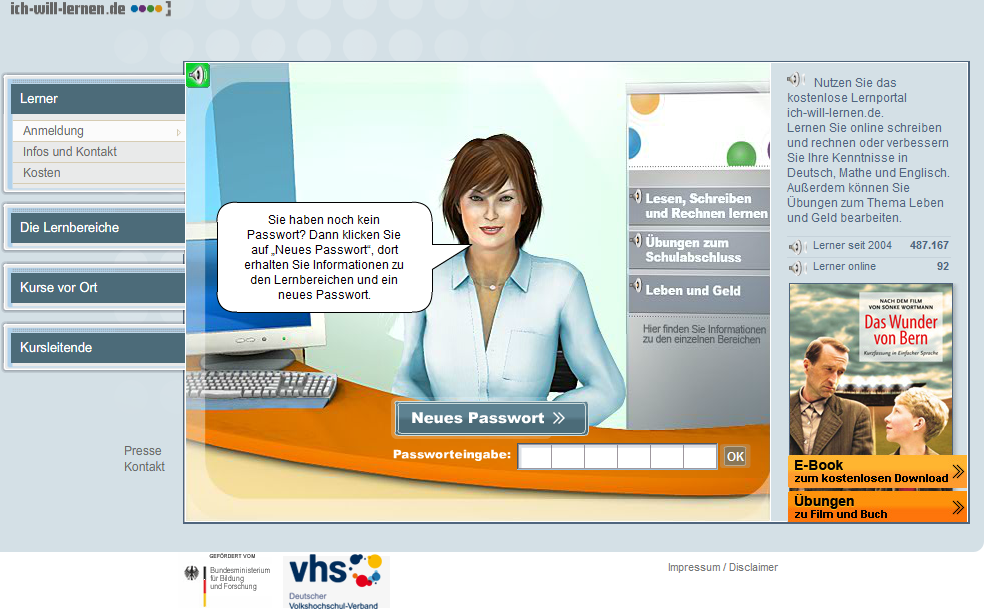 ich-will-lernen.de
Lerner
Anmeldung
Infos und Kontakt
Kosten
Die Lernbereiche
Kurse vor Ort
Kursleitende
Presse
Kontakt
Sie haben noch kein
Passwort? Dann klicken Sie
auf „Neues Passwort“, dort
erhalten Sie Informationen zu
den Lernbereichen und ein
neues Passwort.
Lesen, Schreiben
und Rechnen lernen
Übungen zum
Schulabschluss
Leben und Geld
Hier finden Sie Informationen
zu den einzelnen Bereichen
Neues Passwort
Passworteingabe:
OK
Nutzen Sie das
kostenlose Lernportal
ich-will-lernen.de.
Lernen Sie online schreiben
und rechnen oder verbessern
Sie Ihre Kenntnisse in
Deutsch, Mathe und Englisch.
Außerdem können Sie
Übungen zum Thema Leben
und Geld bearbeiten.
Lerner seit 2004 487.167
Lerner online 92
NACH DEM FILM
VON SÖNKE WORTMANN
Das Wunder
von Bern
Kurzfassung in Einfacher Sprache
E-Book
zum kostenlosen Download
Übungen
zu Film und Buch
GEFÖRDERT VOM
Bundesministerium
für Bildung
und Forschung
vhs
Deutscher
Volkshochschul-Verband
Impressum / Disclaimer